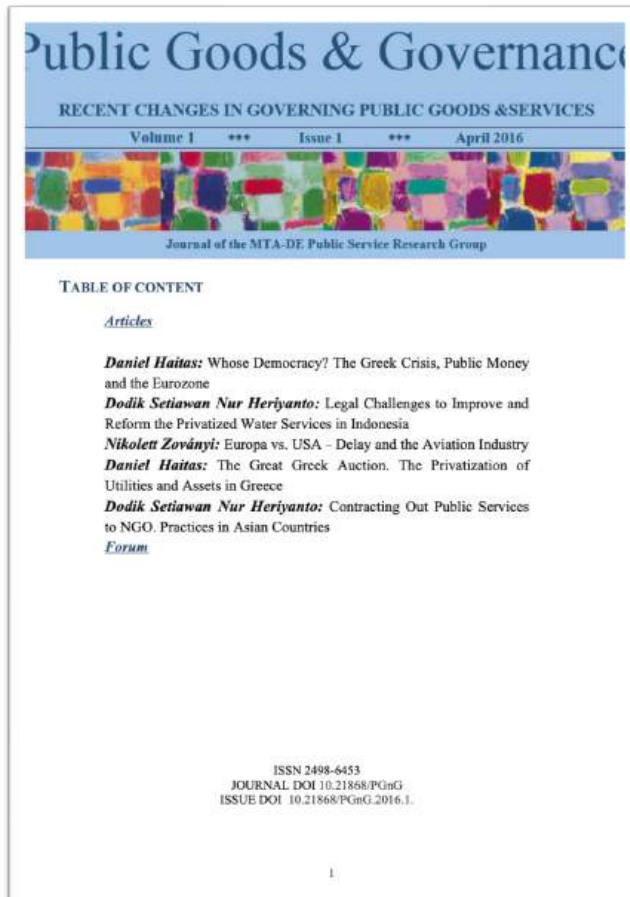 Public Goods & Governance
RECENT CHANGES IN GOVERNING PUBLIC GOODS &SERVICES
Volume 1 *** Issue 1 *** April 2016
Journal of the MTA-DE Public Service Research Group
TABLE OF CONTENT
Articles
Daniel Haitas: Whose Democracy? The Greek Crisis, Public Money
and the Eurozone
Dodik Setiawan Nur Heriyanto: Legal Challenges to Improve and
Reform the Privatized Water Services in Indonesia
Nikolett Zoványi: Europa vs. USA – Delay and the Aviation Industry
Daniel Haitas: The Great Greek Auction. The Privatization of
Utilities and Assets in Greece
Dodik Setiawan Nur Heriyanto: Contracting Out Public Services
to NGO. Practices in Asian Countries
Forum
ISSN 2498-6453
JOURNAL DOI 10.21868/PGnG
ISSUE DOI 10.21868/PGnG.2016.1.
1